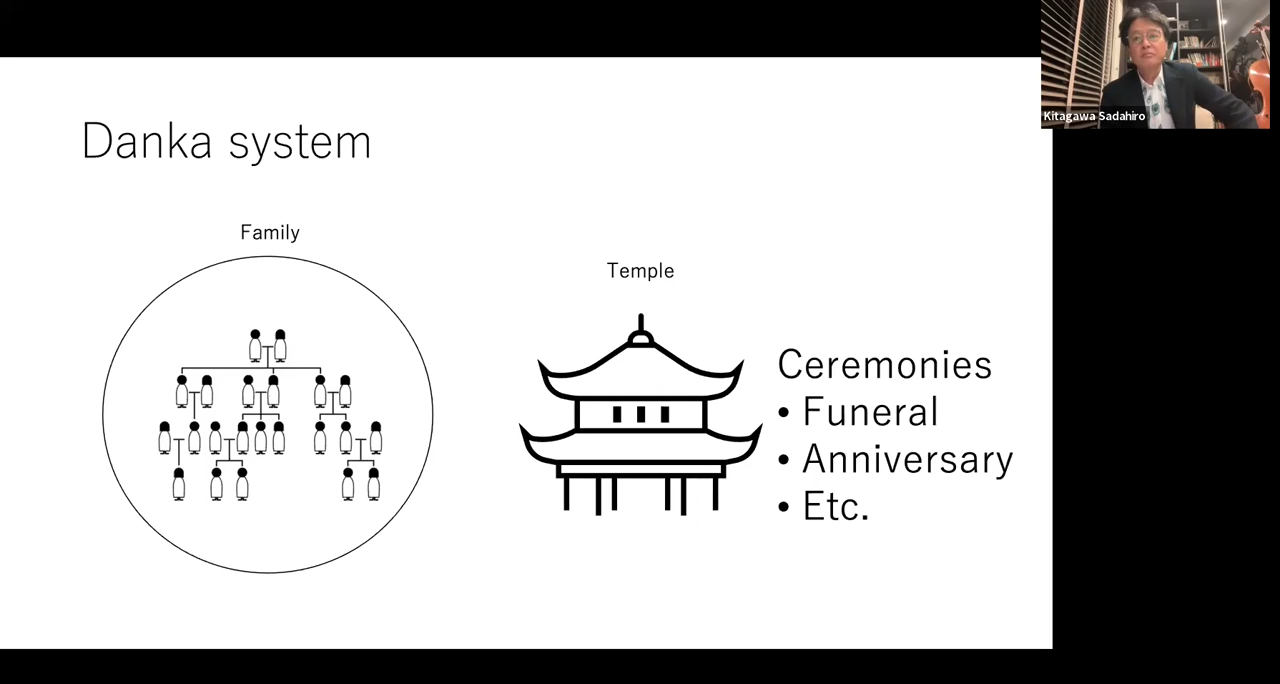 Kitagawa Sadahiro
Danka system
Family
Temple
Ceremonies
• Funeral
• Anniversary
• Etc.